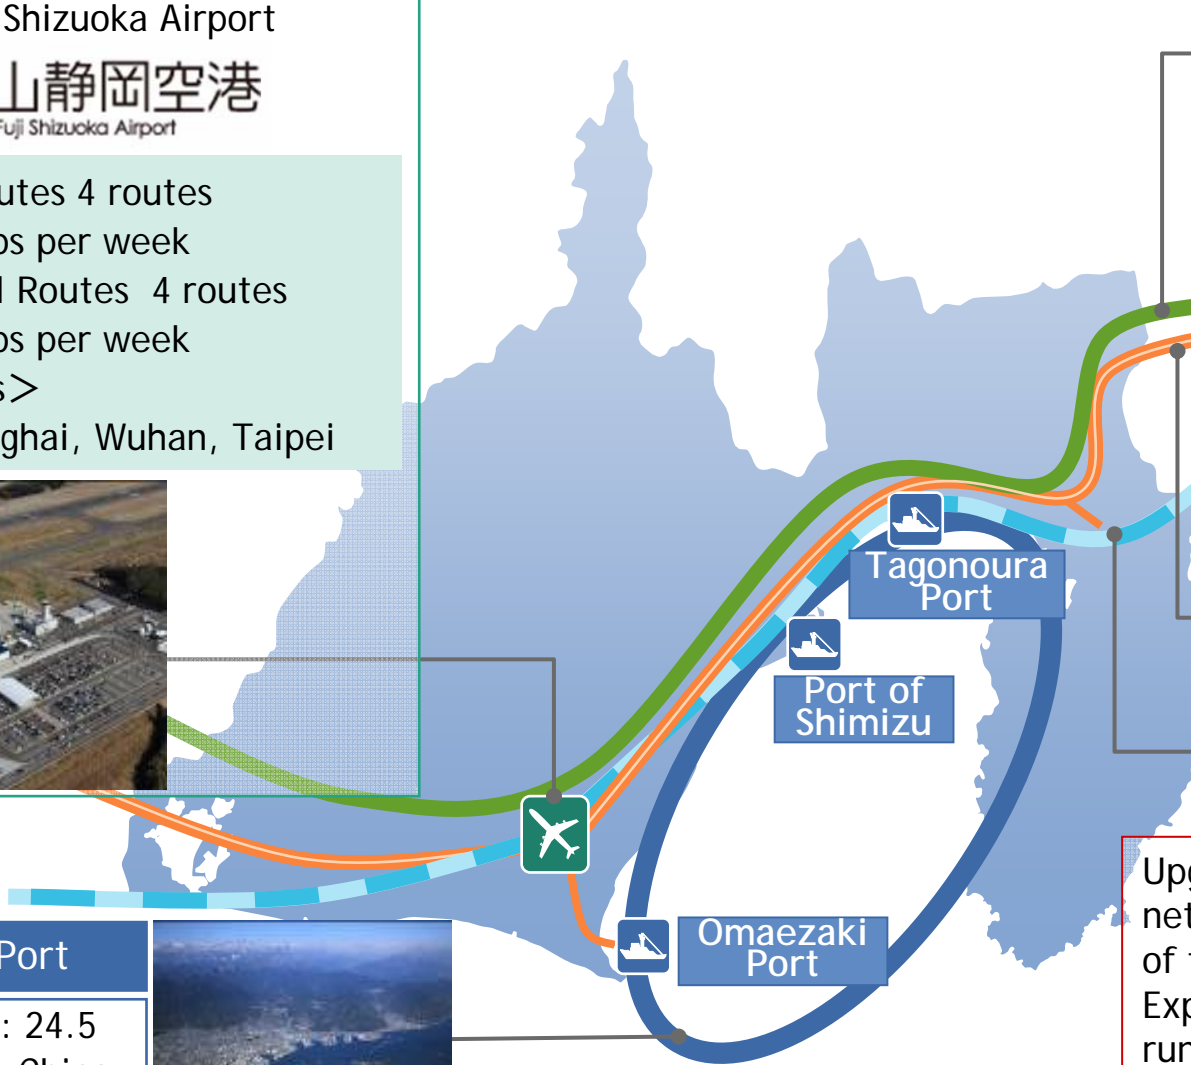 Shizuoka Airport
山静岡空港
Fuji Shizuoka Airport
utes 4 routes
ps per week
l Routes 4 routes
ps per week
s＞
ghai, Wuhan, Taipei
Tagonoura
Port
Port of
Shimizu
Omaezaki
Port
Port
: 24.5
China
Upg
net
of t
Exp
run